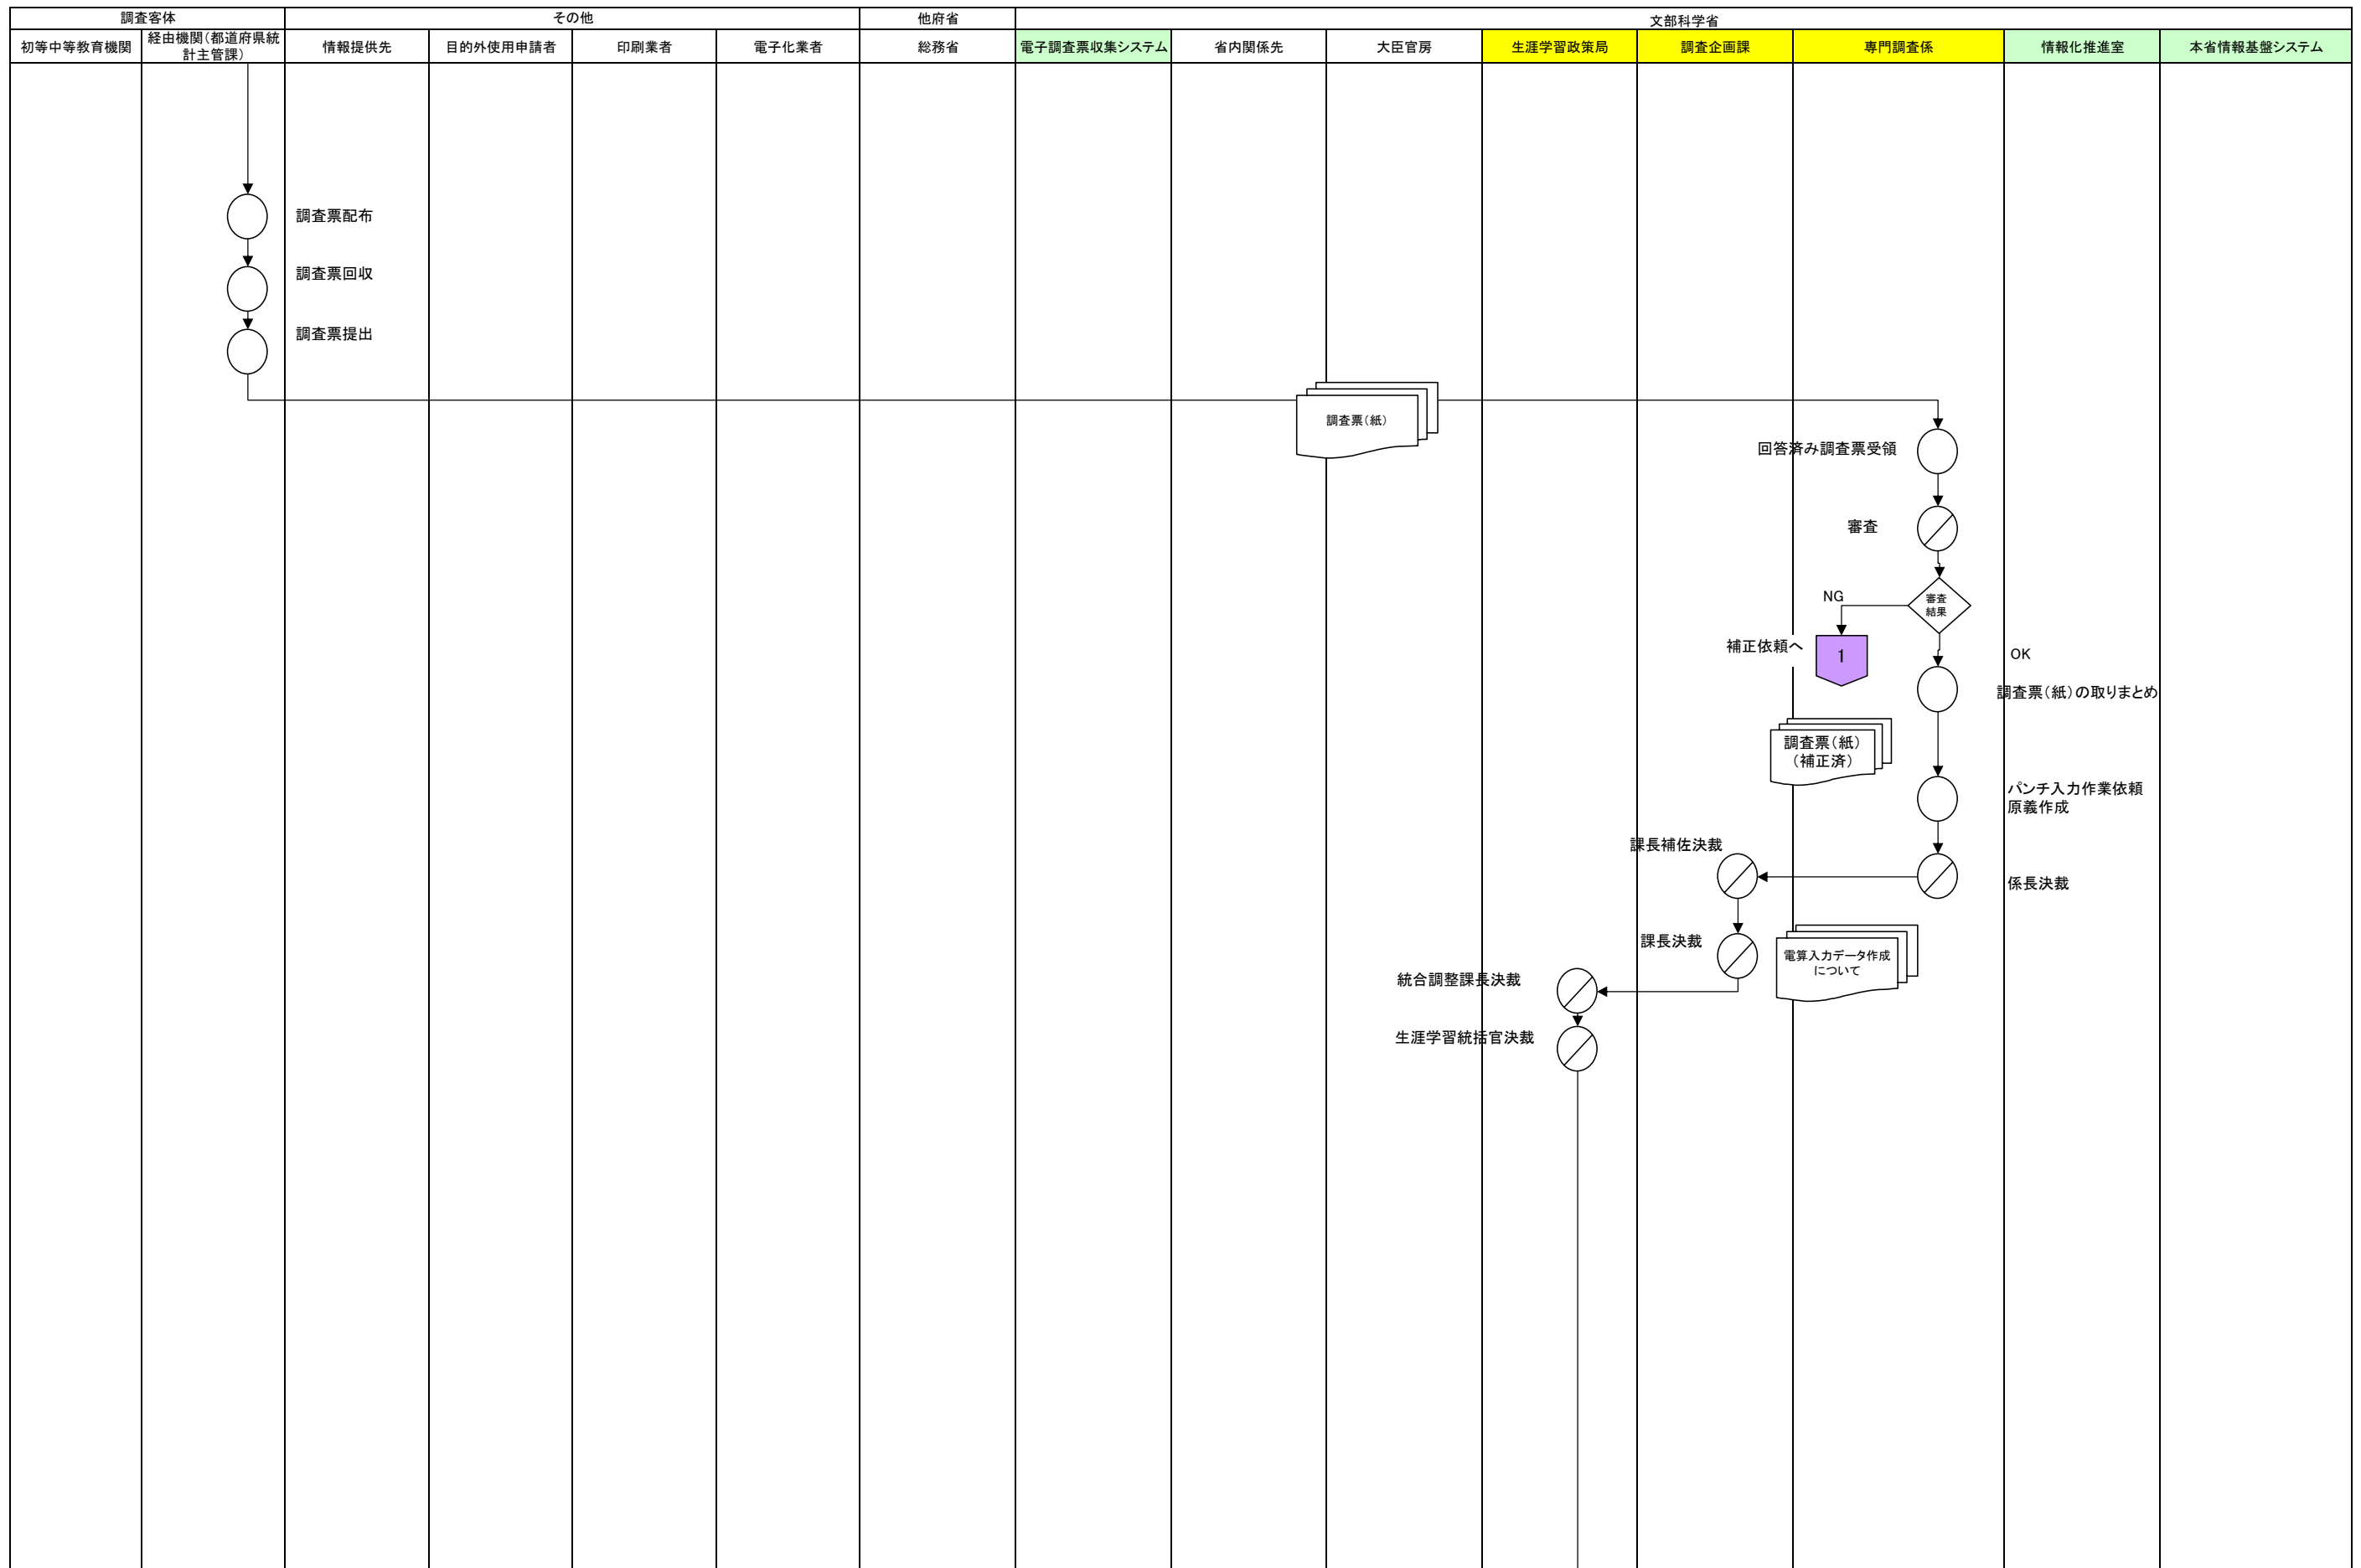 調査客体
その他
他府省
文部科学省
初等中等教育機関
経由機関（都道府県統
計主管課）
情報提供先
目的外使用申請者
印刷業者
電子化業者
総務省
電子調査票収集システム
省内関係先
大臣官房
生涯学習政策局
調査企画課
専門調査係
情報化推進室
本省情報基盤システム
調査票配布
調査票回収
調査票提出
調査票（紙）
回答済み調査票受領
審査
審査
結果
NG
補正依頼へ
1
OK
調査票（紙）の取りまとめ
調査票（紙）
（補正済）
パンチ入力作業依頼
原義作成
課長補佐決裁
係長決裁
課長決裁
電算入力データ作成
について
統合調整課長決裁
生涯学習統括官決裁